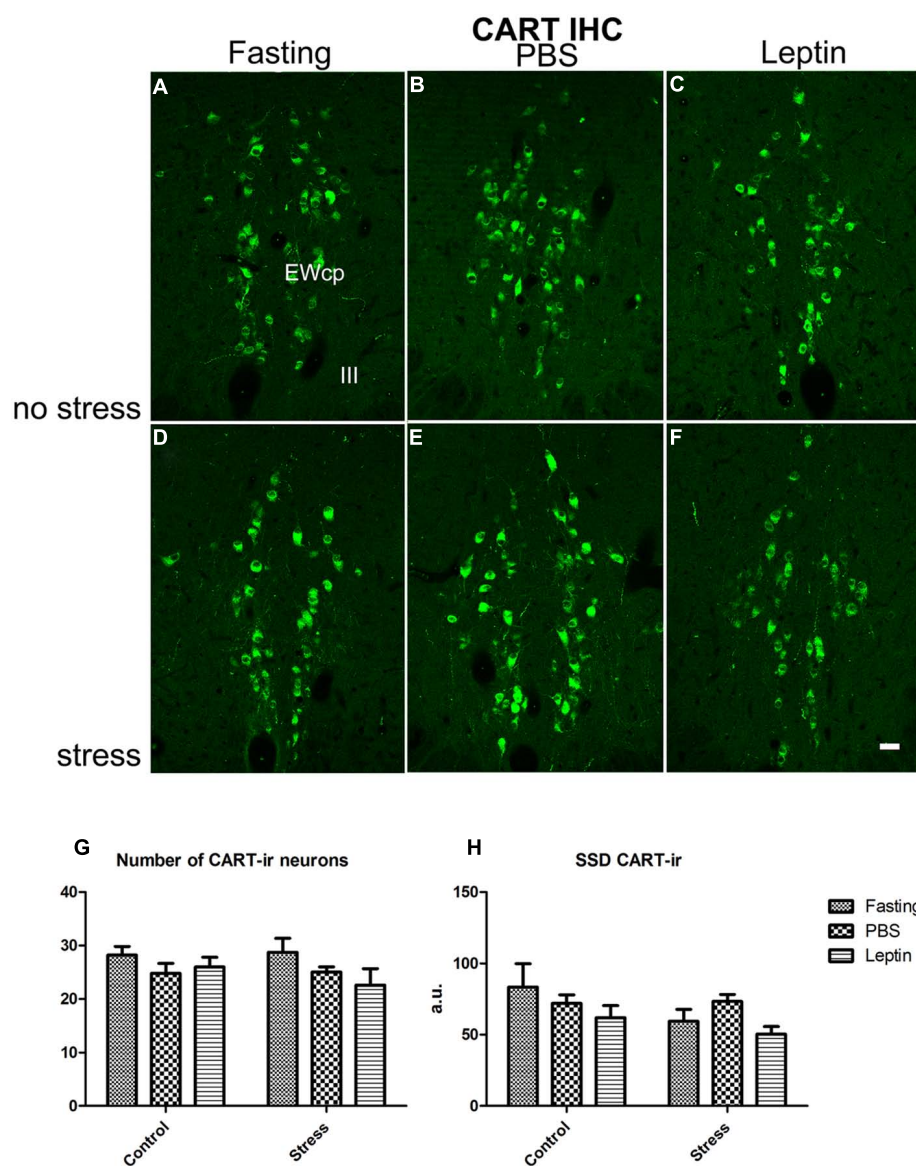 CART IHC
Fasting PBS Leptin
A B C
EWcp
III
no stress
D E F
stress
G Number of CART-ir neurons
40
30
20
10
0
Control Stress
H SSD CART-ir
150
100
50
0
a.u.
Control Stress
Fasting
PBS
Leptin